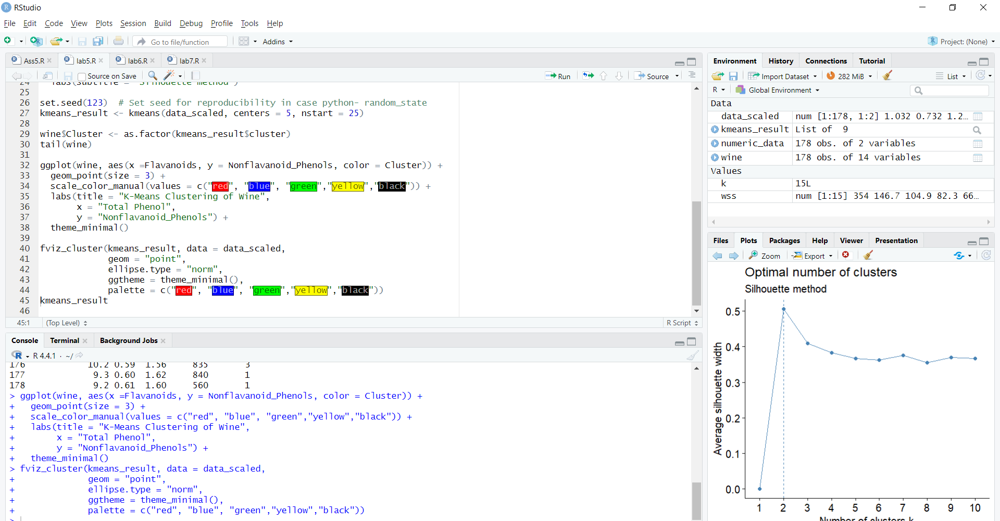 RStudio
File Edit Code View Plots Session Build Debug Profile Tools Help
Go to file/function Addins Project: (None)
Ass5.R lab5.R lab6.R lab7.R
Source on Save Run Source
24 labs(subtitle = "Silhouette method")
25
26 set.seed(123) # Set seed for reproducibility in case python- random_state
27 kmeans_result <- kmeans(data_scaled, centers = 5, nstart = 25)
28
29 wine$Cluster <- as.factor(kmeans_result$cluster)
30 tail(wine)
31
32 ggplot(wine, aes(x =Flavanoids, y = Nonflavanoid_Phenols, color = Cluster)) +
33 geom_point(size = 3) +
34 scale_color_manual(values = c("red", "blue", "green","yellow","black")) +
35 labs(title = "K-Means Clustering of Wine",
36 x = "Total Phenol",
37 y = "Nonflavanoid_Phenols") +
38 theme_minimal()
39
40 fviz_cluster(kmeans_result, data = data_scaled,
41 geom = "point",
42 ellipse.type = "norm",
43 ggtheme = theme_minimal(),
44 palette = c("red", "blue", "green","yellow","black"))
45 kmeans_result
46
45:1 (Top Level) R Script
Console Terminal Background Jobs
R 4.4.1 · ~/
176 10.2 0.59 1.56 835 3
177 9.3 0.60 1.62 840 1
178 9.2 0.61 1.60 560 1
> ggplot(wine, aes(x =Flavanoids, y = Nonflavanoid_Phenols, color = Cluster)) +
+ geom_point(size = 3) +
+ scale_color_manual(values = c("red", "blue", "green","yellow","black")) +
+ labs(title = "K-Means Clustering of Wine",
+ x = "Total Phenol",
+ y = "Nonflavanoid_Phenols") +
+ theme_minimal()
> fviz_cluster(kmeans_result, data = data_scaled,
+ geom = "point",
+ ellipse.type = "norm",
+ ggtheme = theme_minimal(),
+ palette = c("red", "blue", "green","yellow","black"))
>
Environment History Connections Tutorial
Import Dataset 282 MiB List
R Global Environment
Data
data_scaled num [1:178, 1:2] 1.032 0.732 1.2…
kmeans_result List of 9
numeric_data 178 obs. of 2 variables
wine 178 obs. of 14 variables
Values
k 15L
wss num [1:15] 354 146.7 104.9 82.3 66…
Files Plots Packages Help Viewer Presentation
Zoom Export
Optimal number of clusters
Silhouette method
Average silhouette width
0.5
0.4
0.3
0.2
0.1
0.0
1 2 3 4 5 6 7 8 9 10
Number of clusters k